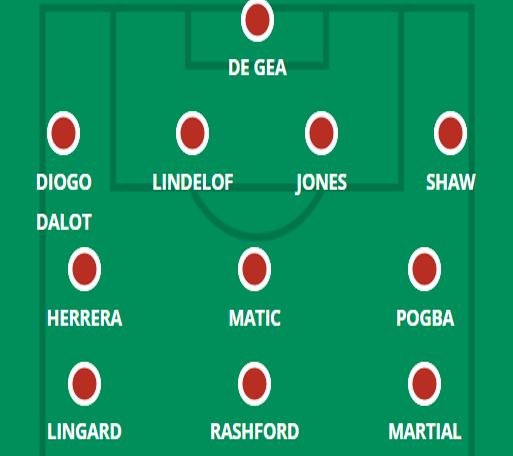 DE GEA
DIOGO LINDELOF JONES SHAW
DALOT
HERRERA MATIC POGBA
LINGARD RASHFORD MARTIAL